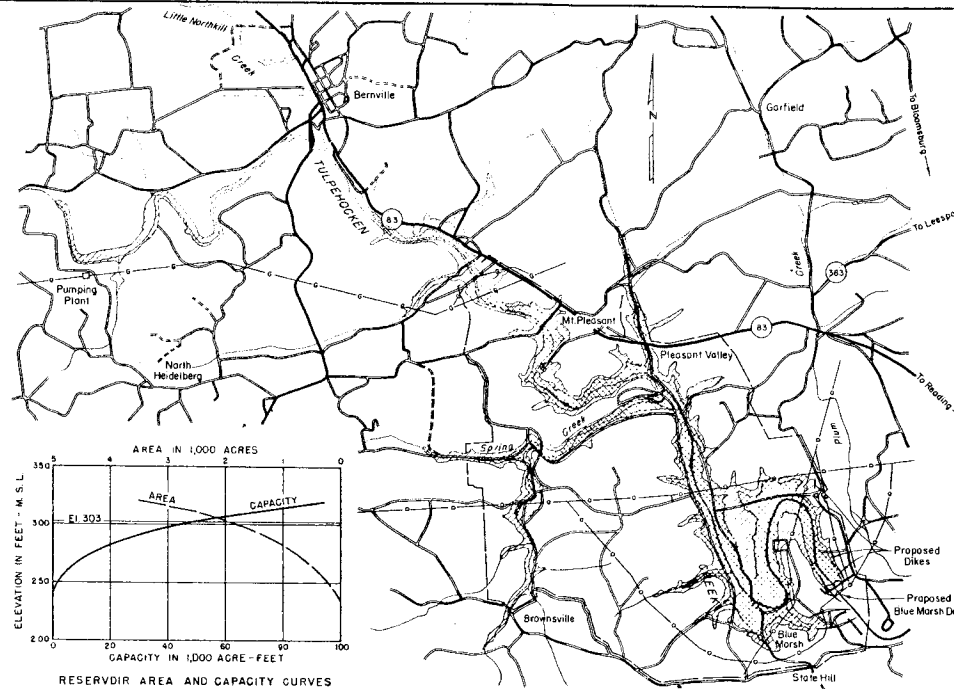 Little Northkill
Creek
Bernville
TULPEHOCKEN
83
N
Garfield
To Bloomsburg
To Leespo
Creek
363
Pumping
Plant
G G G G G G
North
Heidelberg
Mt. Pleasant
83
Pleasant Valley
To Reading
Plum
Spring
Creek
Proposed
Dikes
Proposed
Blue Marsh D
Brownsville
Blue
Marsh
State Hill
AREA IN 1,000 ACRES
5 4 3 2 1 0
350
300
250
200
ELEVATION IN FEET - M.S.L.
AREA
CAPACITY
El. 303
0 20 40 60 80 100
CAPACITY IN 1,000 ACRE-FEET
RESERVOIR AREA AND CAPACITY CURVES